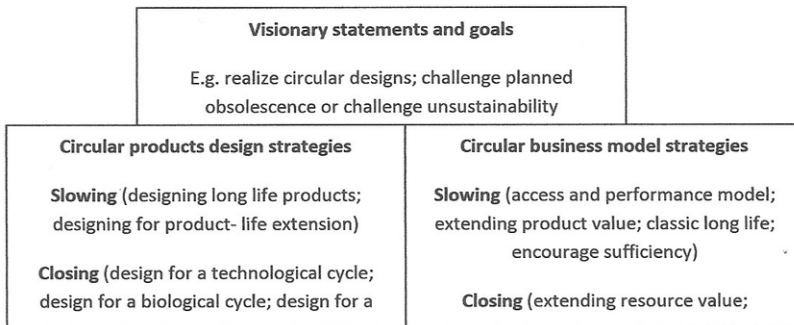 Visionary statements and goals
E.g. realize circular designs; challenge planned
obsolescence or challenge unsustainability
Circular products design strategies
Slowing (designing long life products;
designing for product- life extension)
Closing (design for a technological cycle;
design for a biological cycle; design for a
Circular business model strategies
Slowing (access and performance model;
extending product value; classic long life;
encourage sufficiency)
Closing (extending resource value;